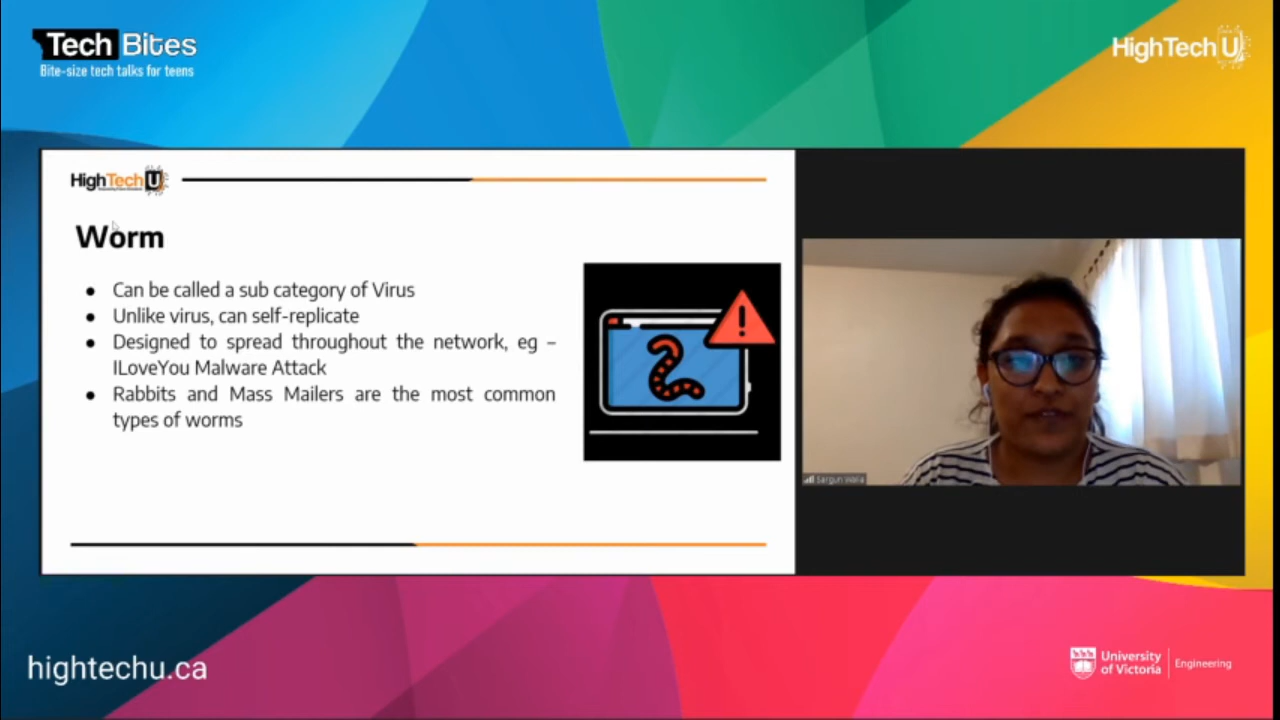 Tech Bites
Bite-size tech talks for teens
HighTech U
HighTechU
Worm
● Can be called a sub category of Virus
● Unlike virus, can self-replicate
● Designed to spread throughout the network, eg –
ILoveYou Malware Attack
● Rabbits and Mass Mailers are the most common
types of worms
hightechu.ca
University
of Victoria
Engineering